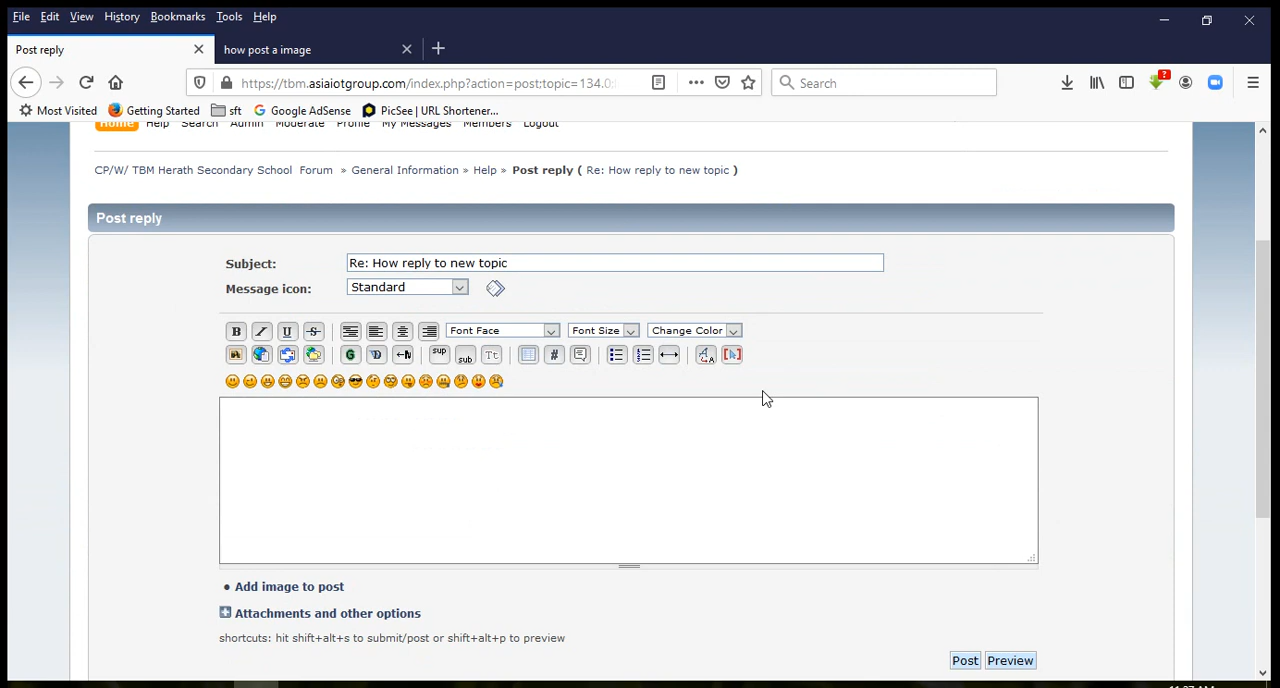 File Edit View History Bookmarks Tools Help
Post reply how post a image
https://tbm.asiaiotgroup.com/index.php?action=post;topic=134.0: Search
Most Visited Getting Started sft Google AdSense PicSee | URL Shortener...
Home Help Search Admin Moderate Profile My Messages Members Logout
CP/W/ TBM Herath Secondary School Forum » General Information » Help » Post reply ( Re: How reply to new topic )
Post reply
Subject: Re: How reply to new topic
Message icon: Standard
B I U S Font Face Font Size Change Color
G sup sub Tt #
Add image to post
Attachments and other options
shortcuts: hit shift+alt+s to submit/post or shift+alt+p to preview
Post Preview